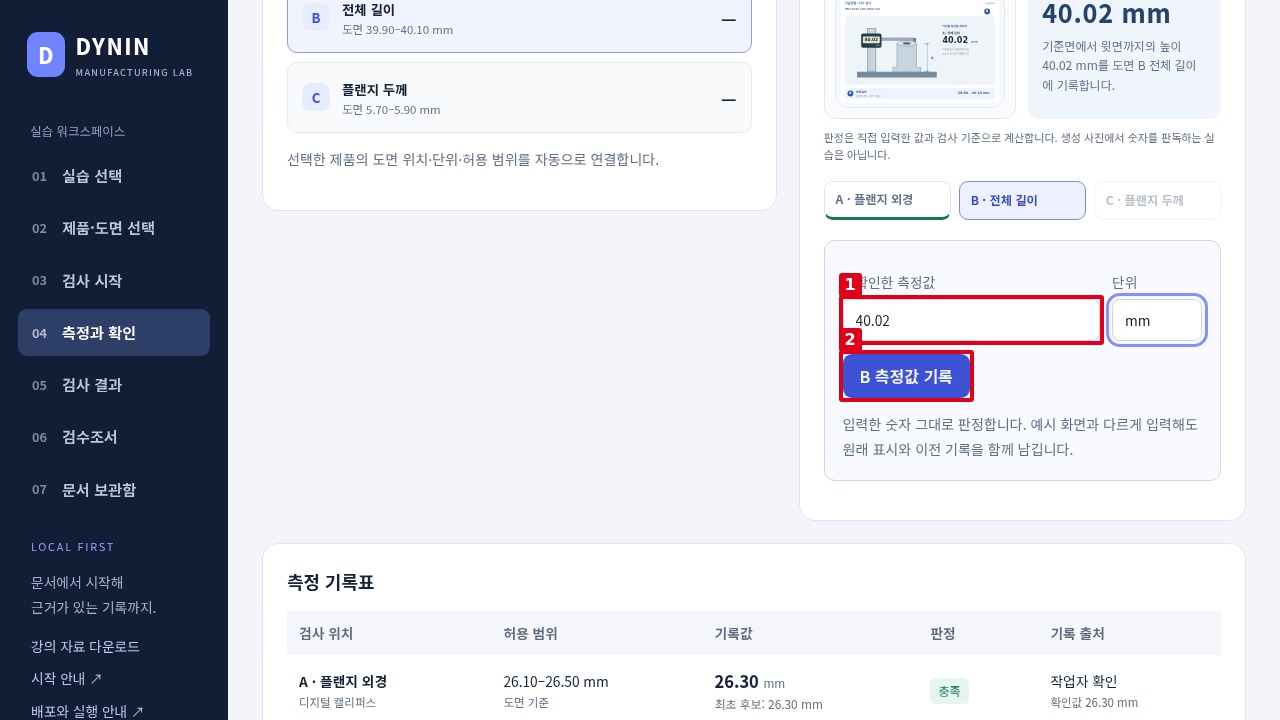 D
DYNIN
MANUFACTURING LAB
실습 워크스페이스
01 실습 선택
02 제품·도면 선택
03 검사 시작
04 측정과 확인
05 검사 결과
06 검수조서
07 문서 보관함
LOCAL FIRST
문서에서 시작해
근거가 있는 기록까지.
강의 자료 다운로드
시작 안내 ↗
배포와 실행 안내 ↗
B 전체 길이 —
도면 39.90–40.10 mm
C 플랜지 두께 —
도면 5.70–5.90 mm
선택한 제품의 도면 위치·단위·허용 범위를 자동으로 연결합니다.
40.02
40.02
40.02 mm
기준면에서 윗면까지의 높이
40.02 mm를 도면 B 전체 길이
에 기록합니다.
판정은 직접 입력한 값과 검사 기준으로 계산합니다. 생성 사진에서 숫자를 판독하는 실
습은 아닙니다.
A · 플랜지 외경
B · 전체 길이
C · 플랜지 두께
1
확인한 측정값
단위
40.02
mm
2
B 측정값 기록
입력한 숫자 그대로 판정합니다. 예시 화면과 다르게 입력해도
원래 표시와 이전 기록을 함께 남깁니다.
측정 기록표
검사 위치 허용 범위 기록값 판정 기록 출처
A · 플랜지 외경 26.10–26.50 mm 26.30 mm 충족 작업자 확인
디지털 캘리퍼스 도면 기준 최초 후보: 26.30 mm 확인값 26.30 mm